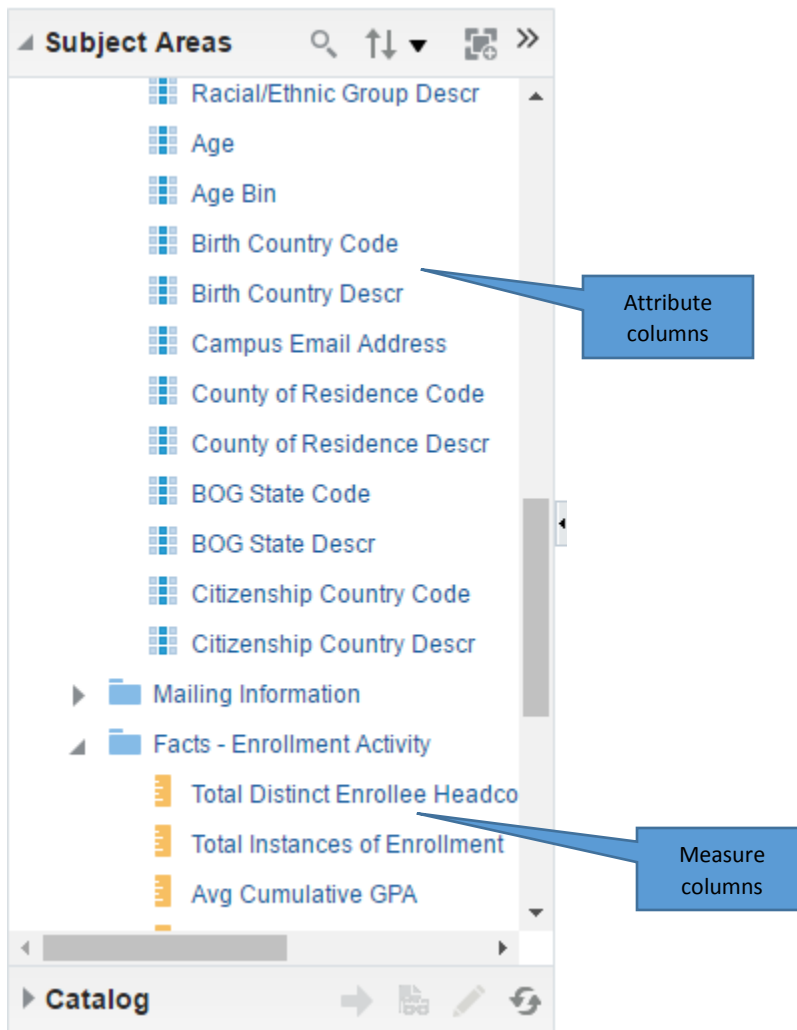 Subject Areas
Racial/Ethnic Group Descr
Age
Age Bin
Birth Country Code
Birth Country Descr
Attribute
columns
Campus Email Address
County of Residence Code
County of Residence Descr
BOG State Code
BOG State Descr
Citizenship Country Code
Citizenship Country Descr
Mailing Information
Facts - Enrollment Activity
Total Distinct Enrollee Headco
Total Instances of Enrollment
Measure
columns
Avg Cumulative GPA
Catalog